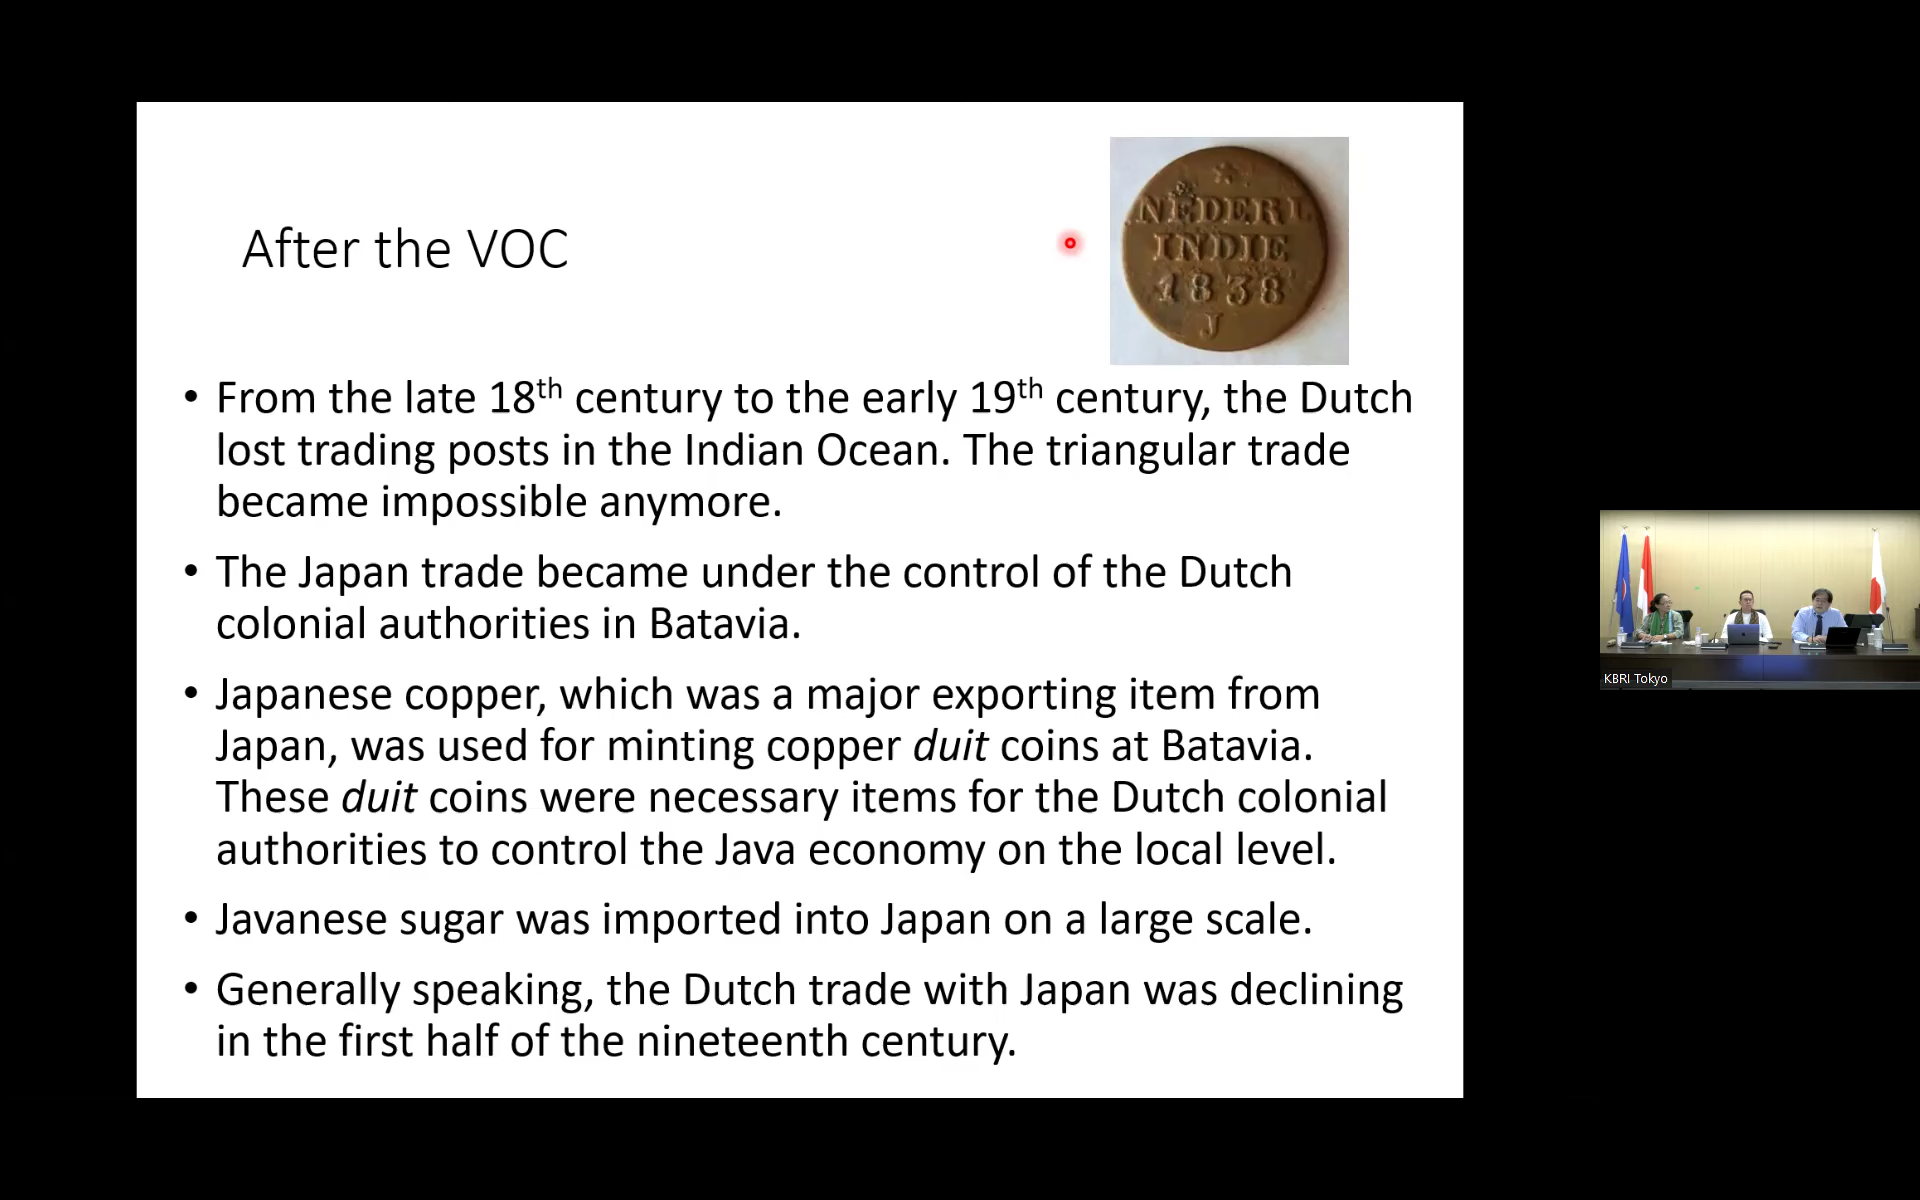 After the VOC
NEDERL
INDIE
1838
J
• From the late 18th century to the early 19th century, the Dutch
lost trading posts in the Indian Ocean. The triangular trade
became impossible anymore.
• The Japan trade became under the control of the Dutch
colonial authorities in Batavia.
• Japanese copper, which was a major exporting item from
Japan, was used for minting copper duit coins at Batavia.
These duit coins were necessary items for the Dutch colonial
authorities to control the Java economy on the local level.
• Javanese sugar was imported into Japan on a large scale.
• Generally speaking, the Dutch trade with Japan was declining
in the first half of the nineteenth century.
KBRI Tokyo